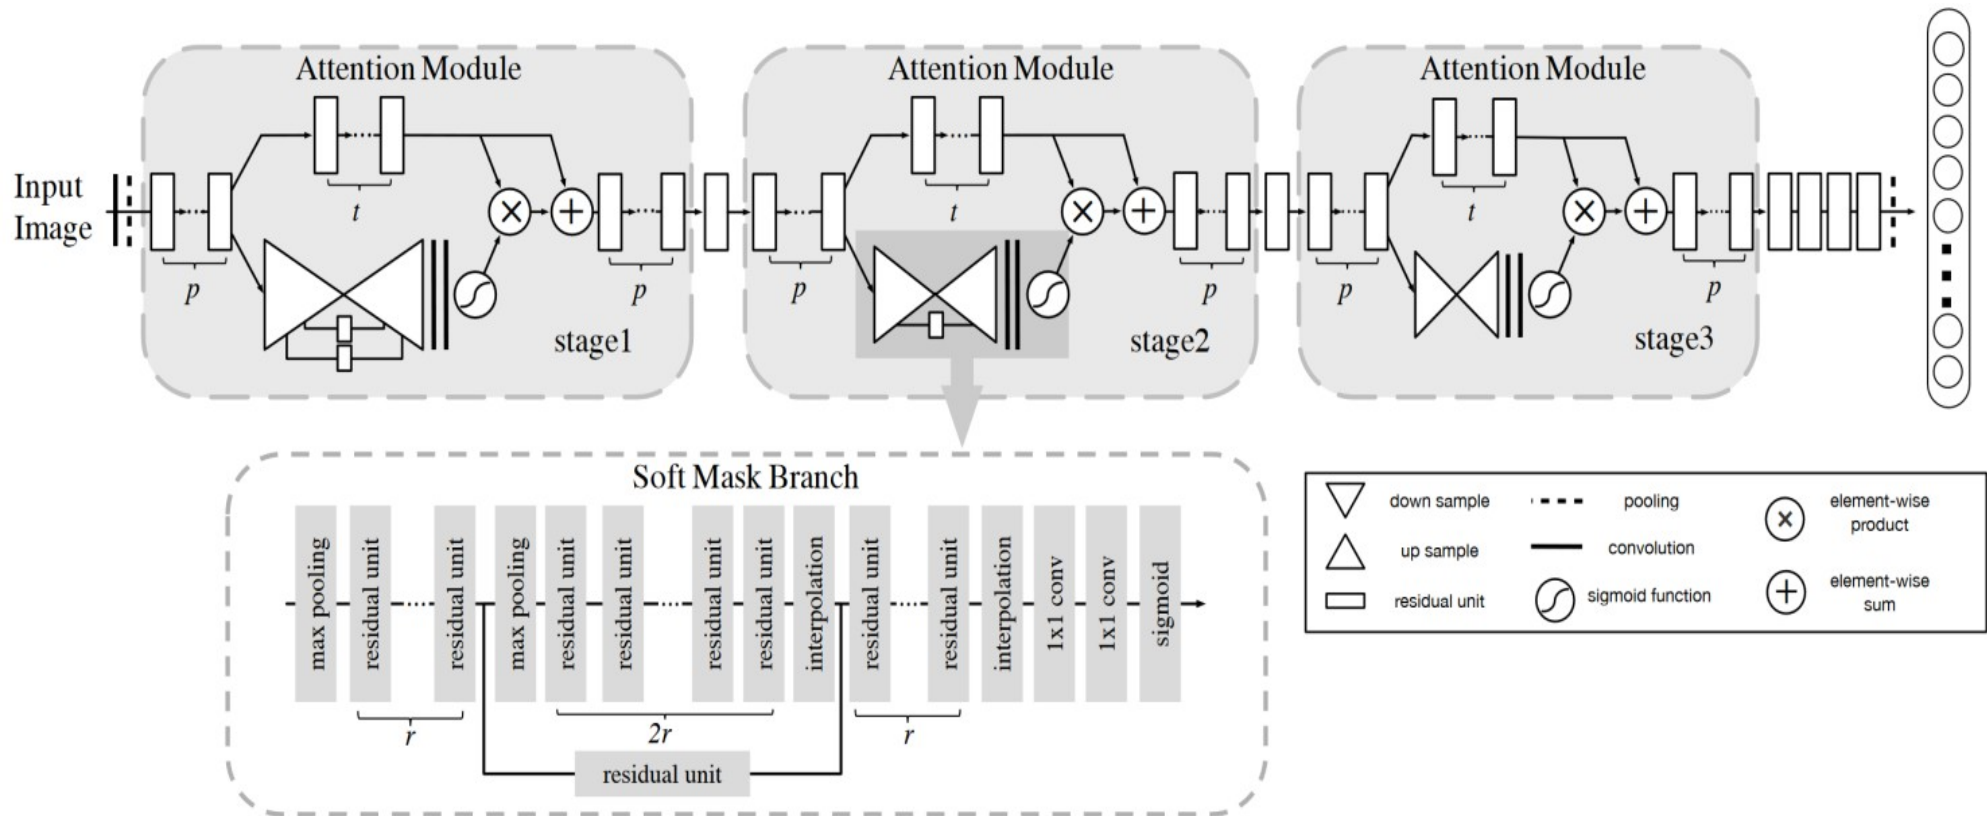 Attention Module
Attention Module
Attention Module
Input
Image
t
t
t
p
p
p
p
p
p
stage1
stage2
stage3
Soft Mask Branch
max pooling
residual unit
residual unit
max pooling
residual unit
residual unit
residual unit
residual unit
interpolation
residual unit
residual unit
interpolation
1x1 conv
1x1 conv
sigmoid
r
2r
r
residual unit
down sample
up sample
residual unit
pooling
convolution
sigmoid function
element-wise
product
element-wise
sum